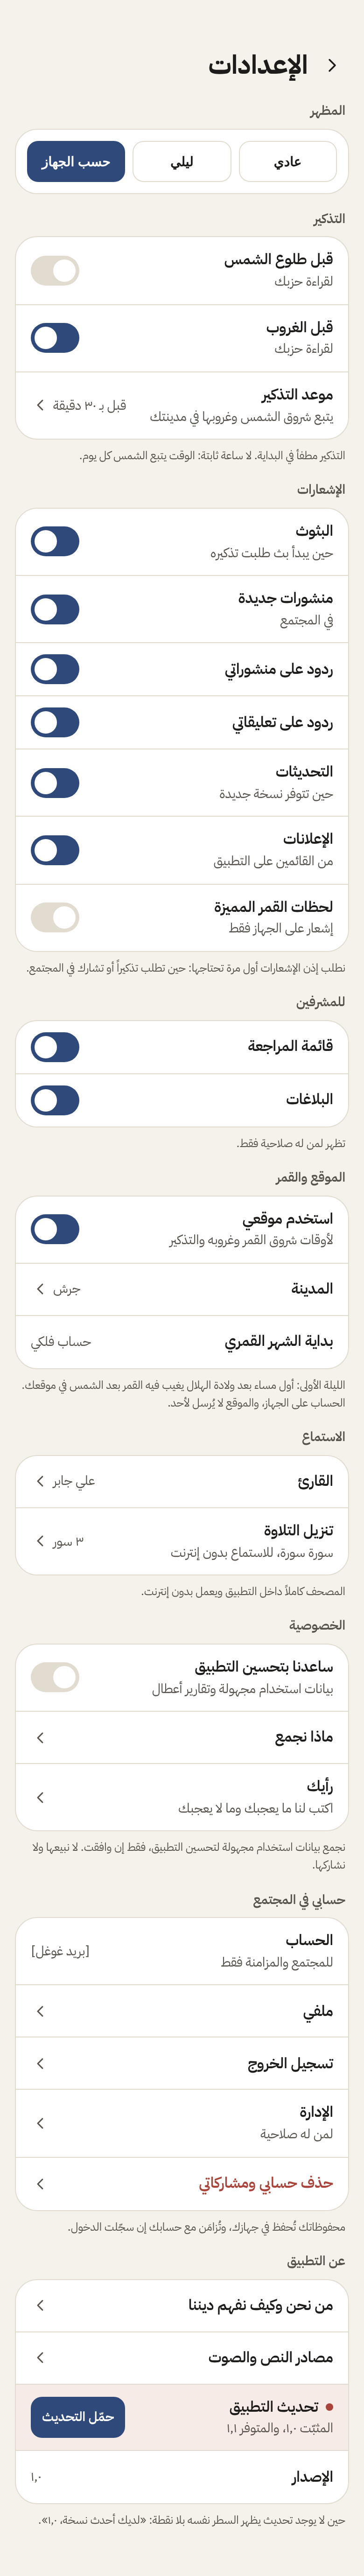 الإعدادات
المظهر
عادي
ليلي
حسب الجهاز
التذكير
قبل طلوع الشمس
لقراءة حزبك
قبل الغروب
لقراءة حزبك
موعد التذكير
يتبع شروق الشمس وغروبها في مدينتك
قبل بـ ٣٠ دقيقة
التذكير مطفأ في البداية. لا ساعة ثابتة: الوقت يتبع الشمس كل يوم.
الإشعارات
البثوث
حين يبدأ بث طلبت تذكيره
منشورات جديدة
في المجتمع
ردود على منشوراتي
ردود على تعليقاتي
التحديثات
حين تتوفر نسخة جديدة
الإعلانات
من القائمين على التطبيق
لحظات القمر المميزة
إشعار على الجهاز فقط
نطلب إذن الإشعارات أول مرة تحتاجها: حين تطلب تذكيراً أو تشارك في المجتمع.
للمشرفين
قائمة المراجعة
البلاغات
تظهر لمن له صلاحية فقط.
الموقع والقمر
استخدم موقعي
لأوقات شروق القمر وغروبه والتذكير
المدينة
جرش
بداية الشهر القمري
حساب فلكي
الليلة الأولى: أول مساء بعد ولادة الهلال يغيب فيه القمر بعد الشمس في موقعك.
الحساب على الجهاز، والموقع لا يُرسل لأحد.
الاستماع
القارئ
علي جابر
تنزيل التلاوة
سورة سورة، للاستماع بدون إنترنت
٣ سور
المصحف كاملاً داخل التطبيق ويعمل بدون إنترنت.
الخصوصية
ساعدنا بتحسين التطبيق
بيانات استخدام مجهولة وتقارير أعطال
ماذا نجمع
رأيك
اكتب لنا ما يعجبك وما لا يعجبك
نجمع بيانات استخدام مجهولة لتحسين التطبيق، فقط إن وافقت. لا نبيعها ولا
نشاركها.
حسابي في المجتمع
الحساب
للمجتمع والمزامنة فقط
[بريد غوغل]
ملفي
تسجيل الخروج
الإدارة
لمن له صلاحية
حذف حسابي ومشاركاتي
محفوظاتك تُحفظ في جهازك، وتُزامَن مع حسابك إن سجّلت الدخول.
عن التطبيق
من نحن وكيف نفهم ديننا
مصادر النص والصوت
تحديث التطبيق
المثبّت ١٫٠، والمتوفر ١٫١
حمّل التحديث
الإصدار
١٫٠
حين لا يوجد تحديث يظهر السطر نفسه بلا نقطة: «لديك أحدث نسخة، ١٫٠».